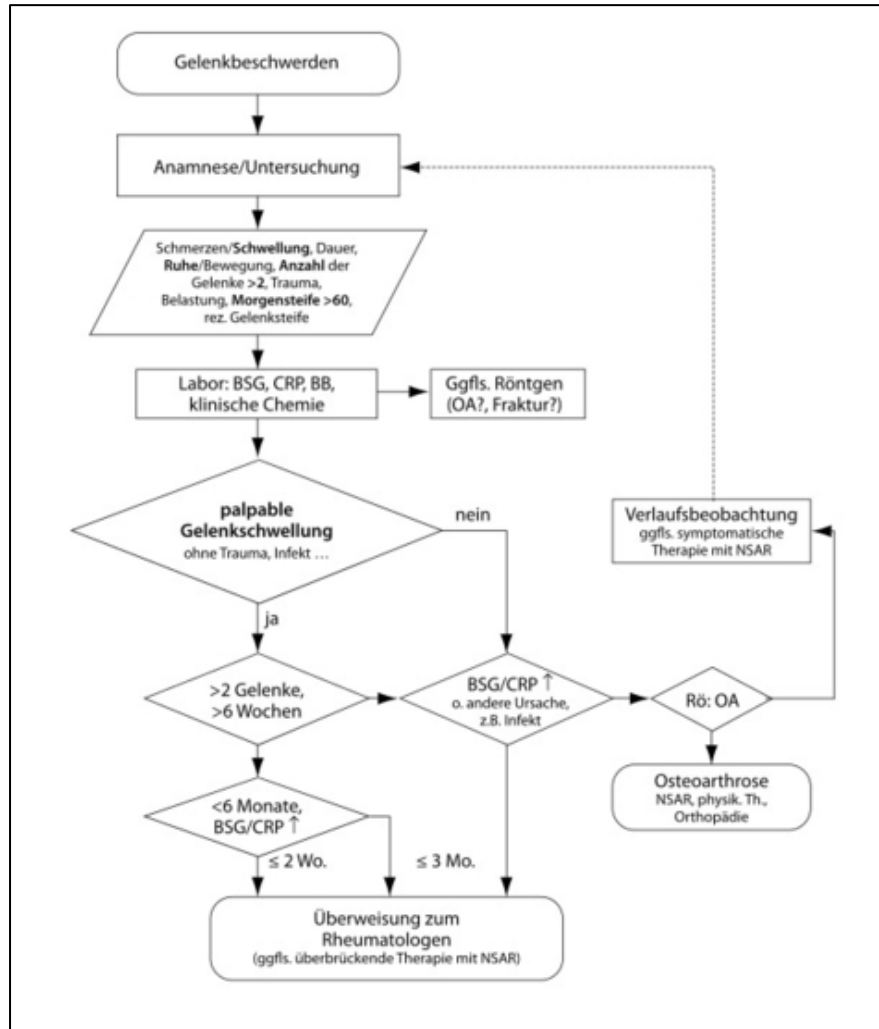 Gelenkbeschwerden
Anamnese/Untersuchung
Schmerzen/Schwellung, Dauer,
Ruhe/Bewegung, Anzahl der
Gelenke >2, Trauma,
Belastung, Morgensteife >60,
rez. Gelenksteife
Labor: BSG, CRP, BB,
klinische Chemie
Ggfls. Röntgen
(OA?, Fraktur?)
palpable
Gelenkschwellung
ohne Trauma, Infekt ...
nein
Verlaufsbeobachtung
ggfls. symptomatische
Therapie mit NSAR
ja
>2 Gelenke,
>6 Wochen
BSG/CRP ↑
o. andere Ursache,
z.B. Infekt
Rö: OA
Osteoarthrose
NSAR, physik. Th.,
Orthopädie
<6 Monate,
BSG/CRP ↑
≤ 2 Wo.
≤ 3 Mo.
Überweisung zum
Rheumatologen
(ggfls. überbrückende Therapie mit NSAR)